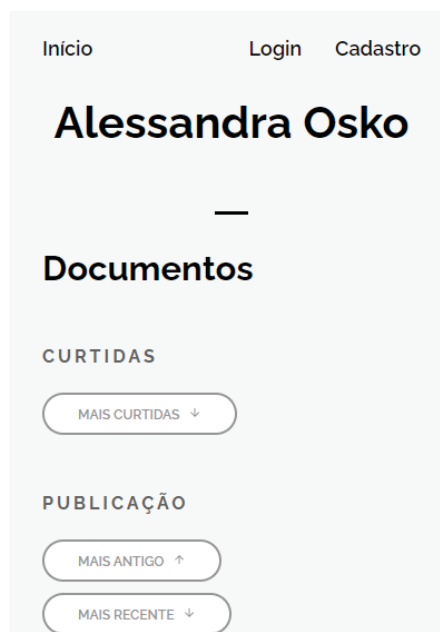 Início Login Cadastro
Alessandra Osko
Documentos
CURTIDAS
MAIS CURTIDAS ↓
PUBLICAÇÃO
MAIS ANTIGO ↑
MAIS RECENTE ↓